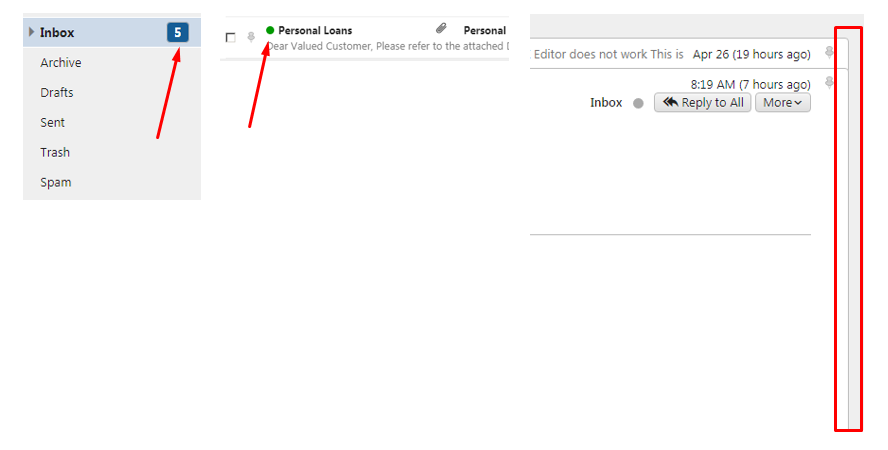 Inbox 5
Archive
Drafts
Sent
Trash
Spam
Personal Loans Personal
Dear Valued Customer, Please refer to the attached
Editor does not work This is Apr 26 (19 hours ago)
8:19 AM (7 hours ago)
Inbox Reply to All More